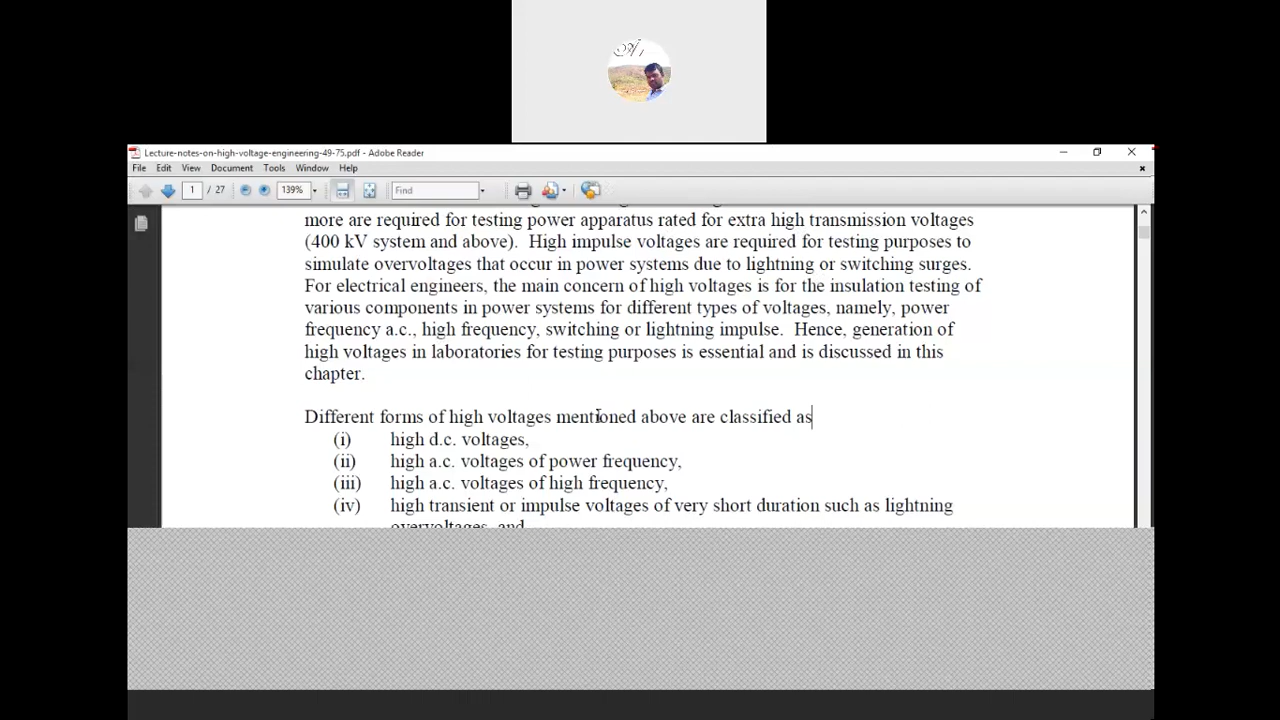 Lecture-notes-on-high-voltage-engineering-49-75.pdf - Adobe Reader
File Edit View Document Tools Window Help
1 / 27 139% Find
more are required for testing power apparatus rated for extra high transmission voltages
(400 kV system and above). High impulse voltages are required for testing purposes to
simulate overvoltages that occur in power systems due to lightning or switching surges.
For electrical engineers, the main concern of high voltages is for the insulation testing of
various components in power systems for different types of voltages, namely, power
frequency a.c., high frequency, switching or lightning impulse. Hence, generation of
high voltages in laboratories for testing purposes is essential and is discussed in this
chapter.
Different forms of high voltages mentioned above are classified as
(i) high d.c. voltages,
(ii) high a.c. voltages of power frequency,
(iii) high a.c. voltages of high frequency,
(iv) high transient or impulse voltages of very short duration such as lightning
overvoltages, and